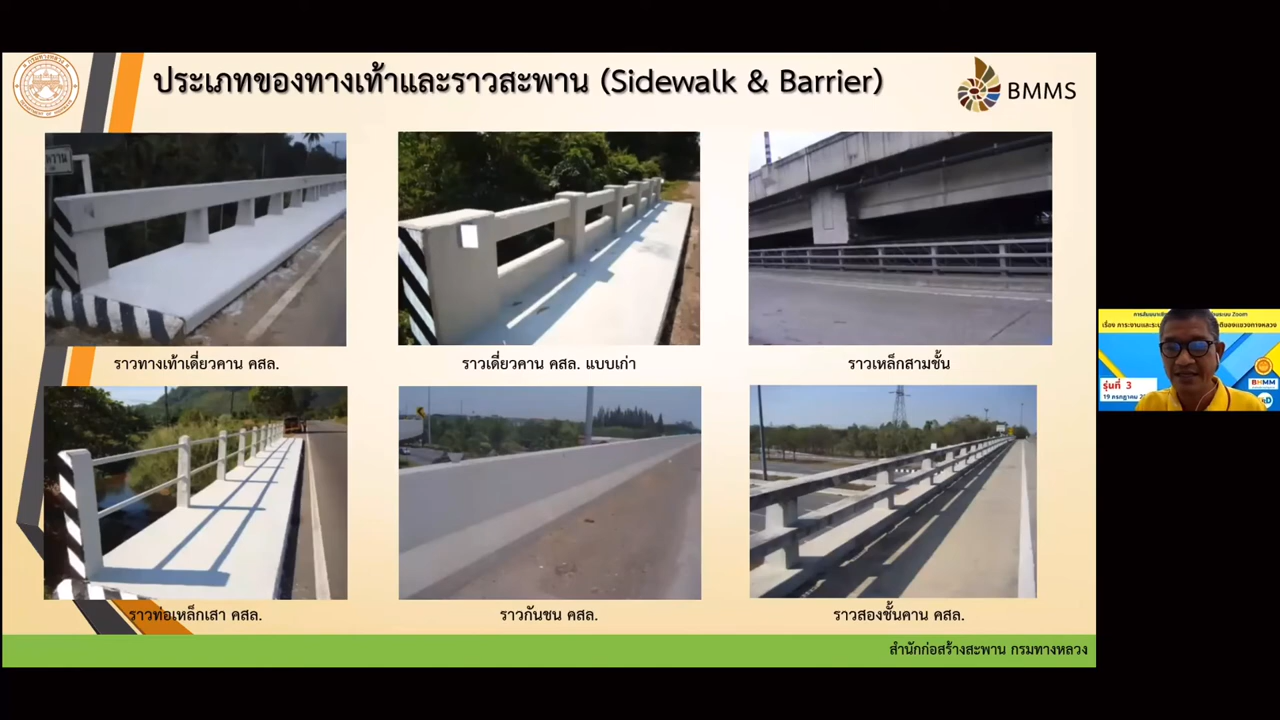 ประเภทของทางเท้าและราวสะพาน (Sidewalk & Barrier)
BMMS
ราวทางเท้าเดี่ยวคาน คสล.
ราวเดี่ยวคาน คสล. แบบเก่า
ราวเหล็กสามชั้น
ราวท่อเหล็กเสา คสล.
ราวกันชน คสล.
ราวสองชั้นคาน คสล.
สำนักก่อสร้างสะพาน กรมทางหลวง
รุ่นที่ 3